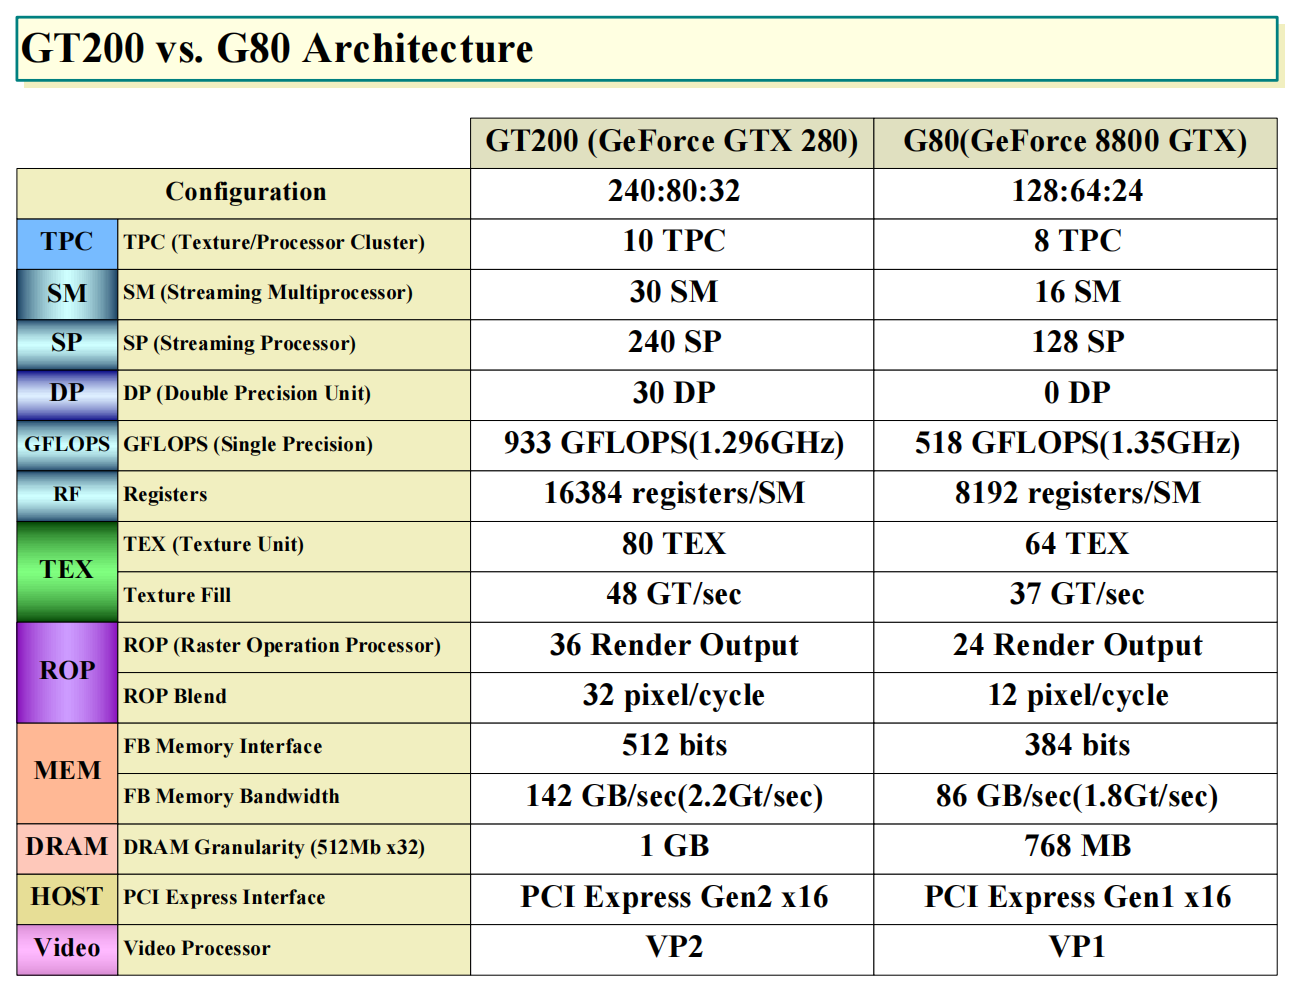 GT200 vs. G80 Architecture
GT200 (GeForce GTX 280) G80(GeForce 8800 GTX)
Configuration 240:80:32 128:64:24
TPC TPC (Texture/Processor Cluster) 10 TPC 8 TPC
SM SM (Streaming Multiprocessor) 30 SM 16 SM
SP SP (Streaming Processor) 240 SP 128 SP
DP DP (Double Precision Unit) 30 DP 0 DP
GFLOPS GFLOPS (Single Precision) 933 GFLOPS(1.296GHz) 518 GFLOPS(1.35GHz)
RF Registers 16384 registers/SM 8192 registers/SM
TEX TEX (Texture Unit) 80 TEX 64 TEX
Texture Fill 48 GT/sec 37 GT/sec
ROP ROP (Raster Operation Processor) 36 Render Output 24 Render Output
ROP Blend 32 pixel/cycle 12 pixel/cycle
MEM FB Memory Interface 512 bits 384 bits
FB Memory Bandwidth 142 GB/sec(2.2Gt/sec) 86 GB/sec(1.8Gt/sec)
DRAM DRAM Granularity (512Mb x32) 1 GB 768 MB
HOST PCI Express Interface PCI Express Gen2 x16 PCI Express Gen1 x16
Video Video Processor VP2 VP1